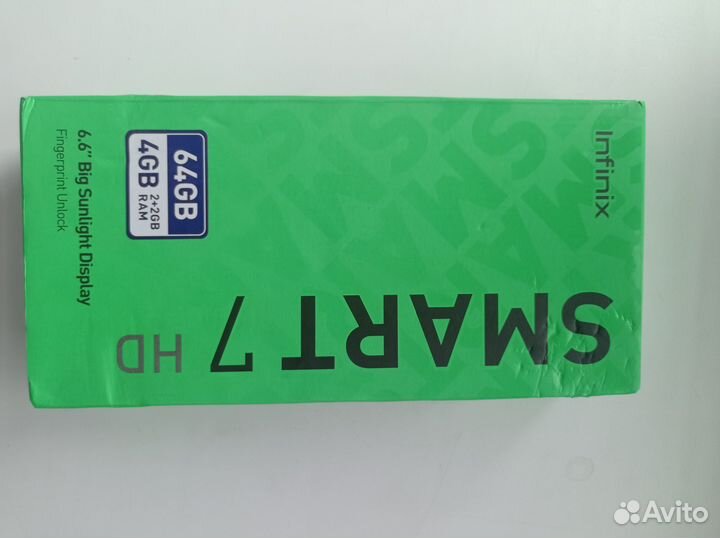 Infinix
SMART 7
HD
64GB
4GB 2+2GB RAM
6.6” Big Sunlight Display
Fingerprint Unlock
Avito